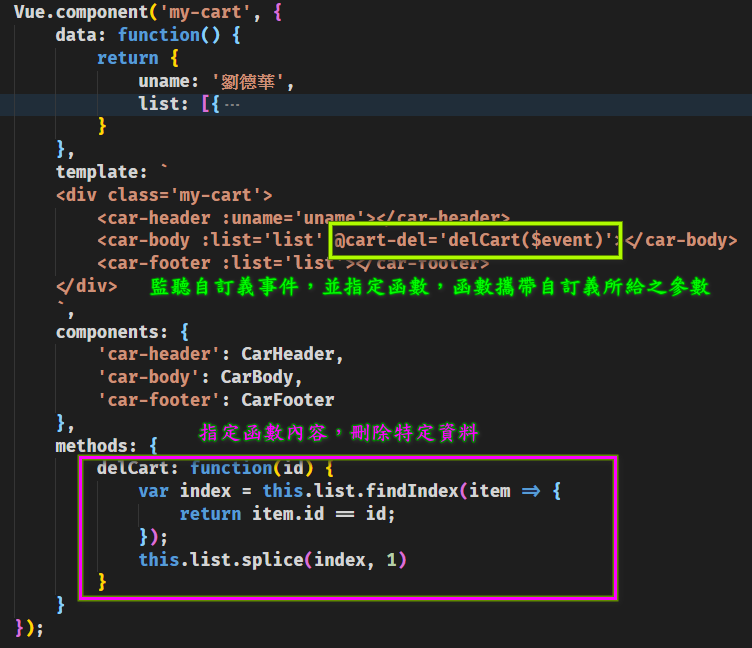 Vue.component('my-cart', {
data: function() {
return {
uname: '劉德華',
list: [{ ···
}
},
template: `
<div class='my-cart'>
<car-header :uname='uname'></car-header>
<car-body :list='list' @cart-del='delCart($event)'></car-body>
<car-footer :list='list'></car-footer>
</div> 監聽自訂義事件，並指定函數，函數攜帶自訂義所給之參數
`,
components: {
'car-header': CarHeader,
'car-body': CarBody,
'car-footer': CarFooter
},
指定函數內容，刪除特定資料
methods: {
delCart: function(id) {
var index = this.list.findIndex(item => {
return item.id == id;
});
this.list.splice(index, 1)
}
}
});